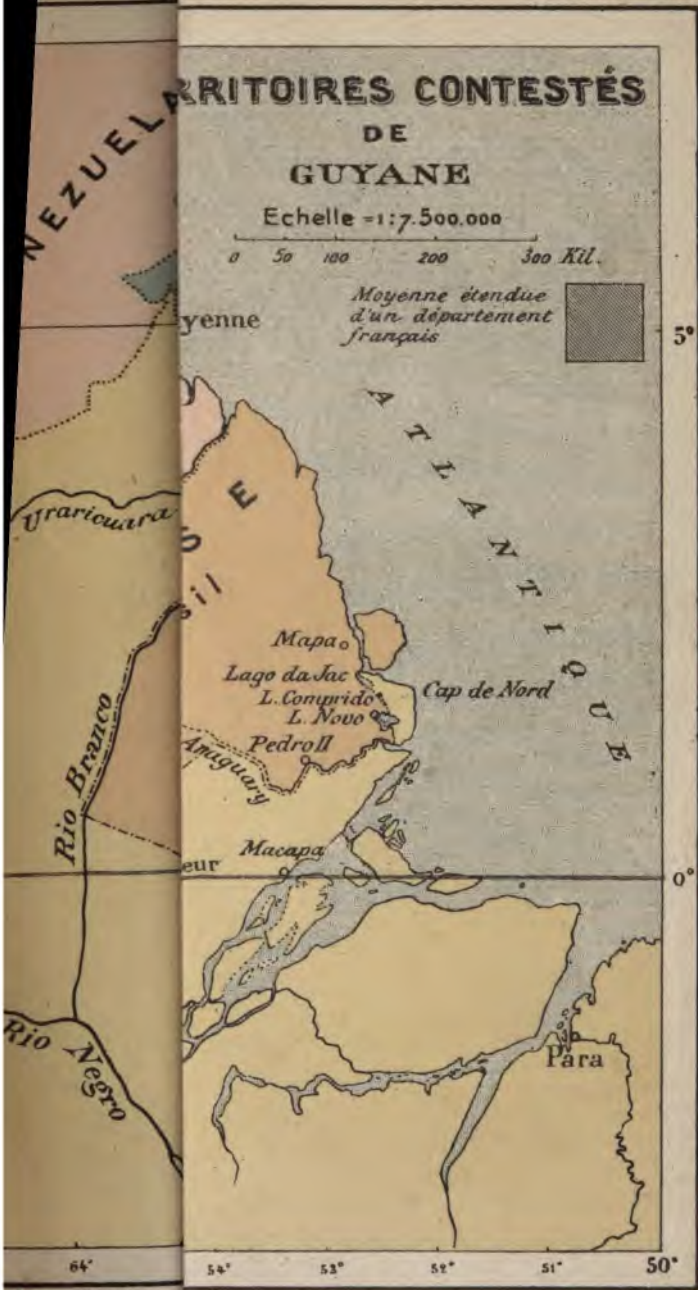 RRITOIRES CONTESTÉS
DE
GUYANE
Echelle = 1:7.500.000
0 50 100 200 300 Kil.
Moyenne étendue
d'un département
français
NEZUELA
yenne
5°
ATLANTIQUE
Uraricuara
S E
sil
Mapa
Lago da Jac
L. Comprido
L. Novo
Cap de Nord
Pedro II
Araguary
Rio Branco
Macapa
eur
0°
Rio Negro
Para
64° 54° 53° 52° 51° 50°